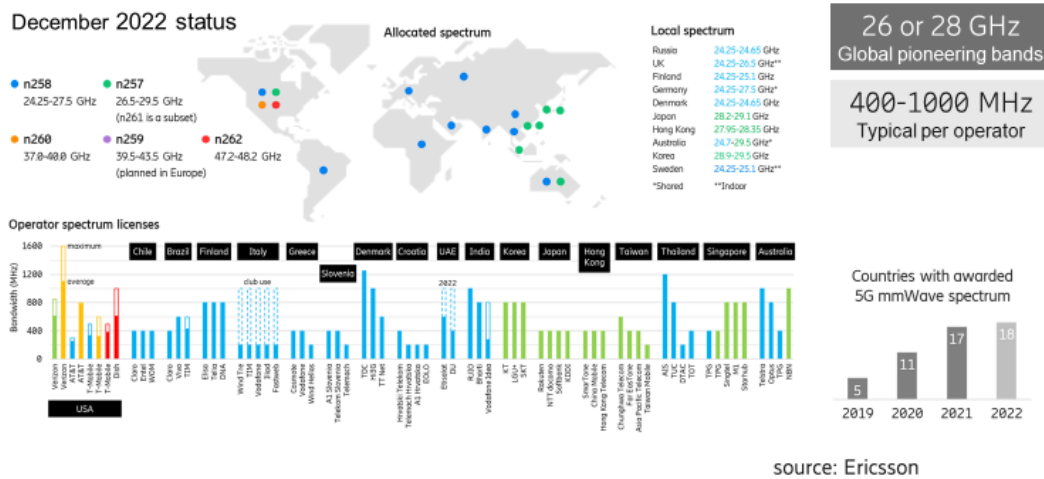 December 2022 status
n258
24.25-27.5 GHz
n257
26.5-29.5 GHz
(n261 is a subset)
n260
37.0-40.0 GHz
n259
39.5-43.5 GHz
(planned in Europe)
n262
47.2-48.2 GHz
Allocated spectrum
Local spectrum
Russia 24.25-24.65 GHz
UK 24.25-26.5 GHz**
Finland 24.25-25.1 GHz
Germany 24.25-27.5 GHz*
Denmark 24.25-24.65 GHz
Japan 28.2-29.1 GHz
Hong Kong 27.95-28.35 GHz
Australia 24.7-29.5 GHz*
Korea 28.9-29.5 GHz
Sweden 24.25-25.1 GHz**
*Shared **Indoor
26 or 28 GHz
Global pioneering bands
400-1000 MHz
Typical per operator
Operator spectrum licenses
Bandwidth (MHz)
1600
1200
800
400
0
maximum
average
club use
2022
Chile
Brazil
Finland
Italy
Greece
Slovenia
Denmark
Croatia
UAE
India
Korea
Japan
Hong
Kong
Taiwan
Thailand
Singapore
Australia
Verizon
Verizon
AT&T
AT&T
T-Mobile
T-Mobile
T-Mobile
Dish
USA
Claro
Entel
WOM
Claro
Vivo
TIM
Elisa
Telia
DNA
Wind Tre
TIM
Vodafone
Iliad
Fastweb
Cosmote
Vodafone
Wind Hellas
A1 Slovenia
Telekom Slovenia
Telemach
TDC
Hi3G
TT Net
Hrvatski Telekom
Telemach Hrvatska
A1 Hrvatska
Etisalat
DU
RJIO
Bharti
Vodafone Idea
KT
LGU+
SKT
Rakuten
NTT docomo
Softbank
KDDI
SmarTone
China Mobile
Hong Kong Telecom
Chunghwa Telecom
Far EasTone
Asia Pacific Telecom
Taiwan Mobile
AIS
TUC
DTAC
TOT
TPG
TPG
Singtel
M1
StarHub
Telstra
Optus
TPG
NBN
Countries with awarded
5G mmWave spectrum
5
11
17
18
2019
2020
2021
2022
source: Ericsson